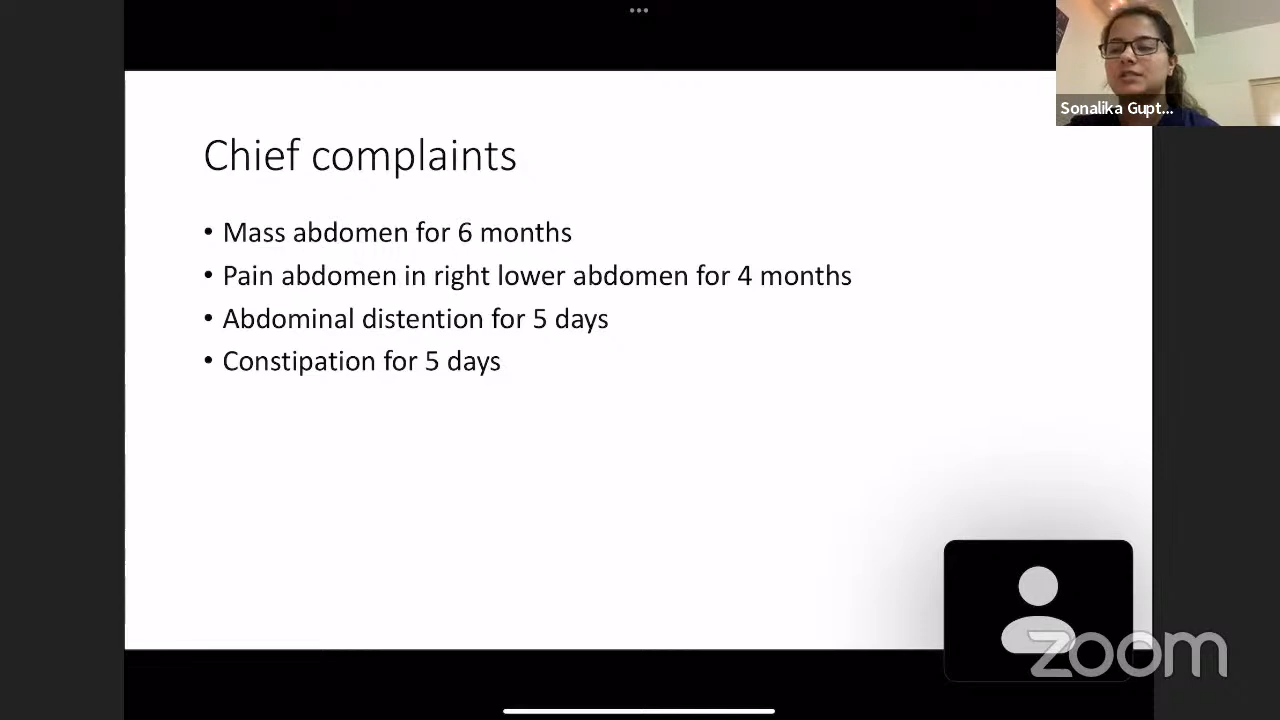 Sonalika Gupt...
Chief complaints
• Mass abdomen for 6 months
• Pain abdomen in right lower abdomen for 4 months
• Abdominal distention for 5 days
• Constipation for 5 days
zoom